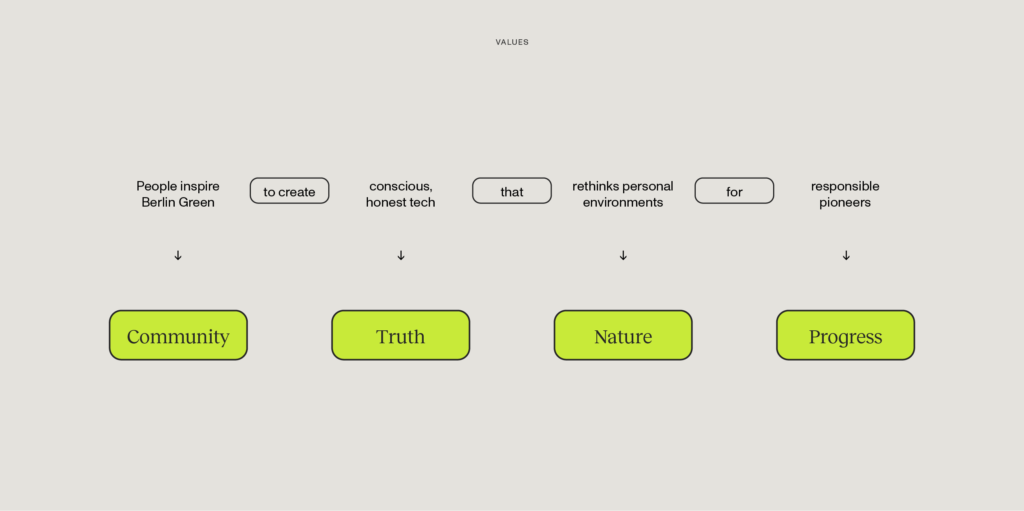 VALUES
People inspire
Berlin Green
to create
conscious,
honest tech
that
rethinks personal
environments
for
responsible
pioneers
↓ ↓ ↓ ↓
Community
Truth
Nature
Progress